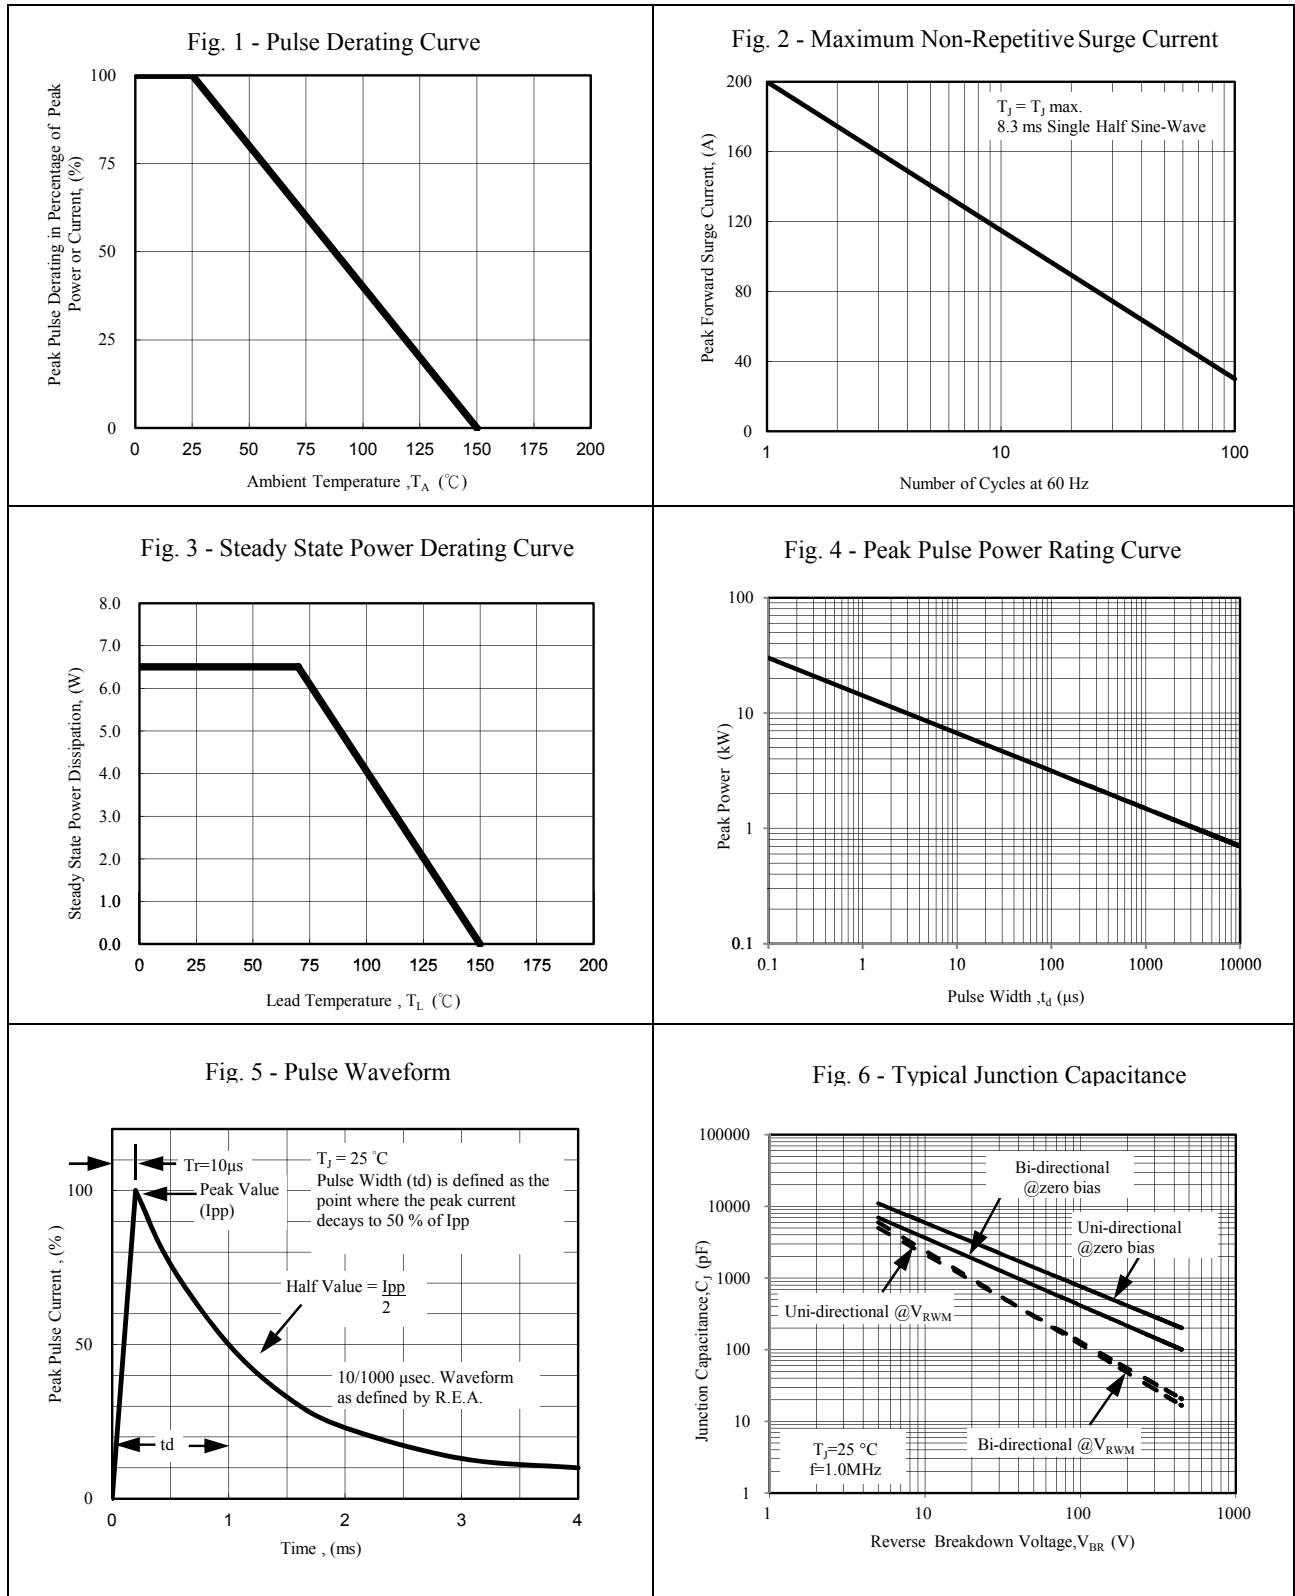 Fig. 1 - Pulse Derating Curve
Peak Pulse Derating in Percentage of Peak
Power or Current, (%)
100
75
50
25
0
0 25 50 75 100 125 150 175 200
Ambient Temperature ,TA (℃)
Fig. 2 - Maximum Non-Repetitive Surge Current
Peak Forward Surge Current, (A)
200
160
120
80
40
0
TJ = TJ max.
8.3 ms Single Half Sine-Wave
1 10 100
Number of Cycles at 60 Hz
Fig. 3 - Steady State Power Derating Curve
Steady State Power Dissipation, (W)
8.0
7.0
6.0
5.0
4.0
3.0
2.0
1.0
0.0
0 25 50 75 100 125 150 175 200
Lead Temperature , TL (℃)
Fig. 4 - Peak Pulse Power Rating Curve
Peak Power (kW)
100
10
1
0.1
0.1 1 10 100 1000 10000
Pulse Width ,td (µs)
Fig. 5 - Pulse Waveform
Peak Pulse Current , (% )
100
50
0
Tr=10µs
Peak Value
(Ipp)
TJ = 25 ℃
Pulse Width (td) is defined as the
point where the peak current
decays to 50 % of Ipp
Half Value = Ipp
2
10/1000 µsec. Waveform
as defined by R.E.A.
td
0 1 2 3 4
Time , (ms)
Fig. 6 - Typical Junction Capacitance
Junction Capacitance,CJ (pF)
100000
10000
1000
100
10
1
Bi-directional
@zero bias
Uni-directional
@zero bias
Uni-directional @VRWM
Bi-directional @VRWM
TJ=25 °C
f=1.0MHz
1 10 100 1000
Reverse Breakdown Voltage,VBR (V)